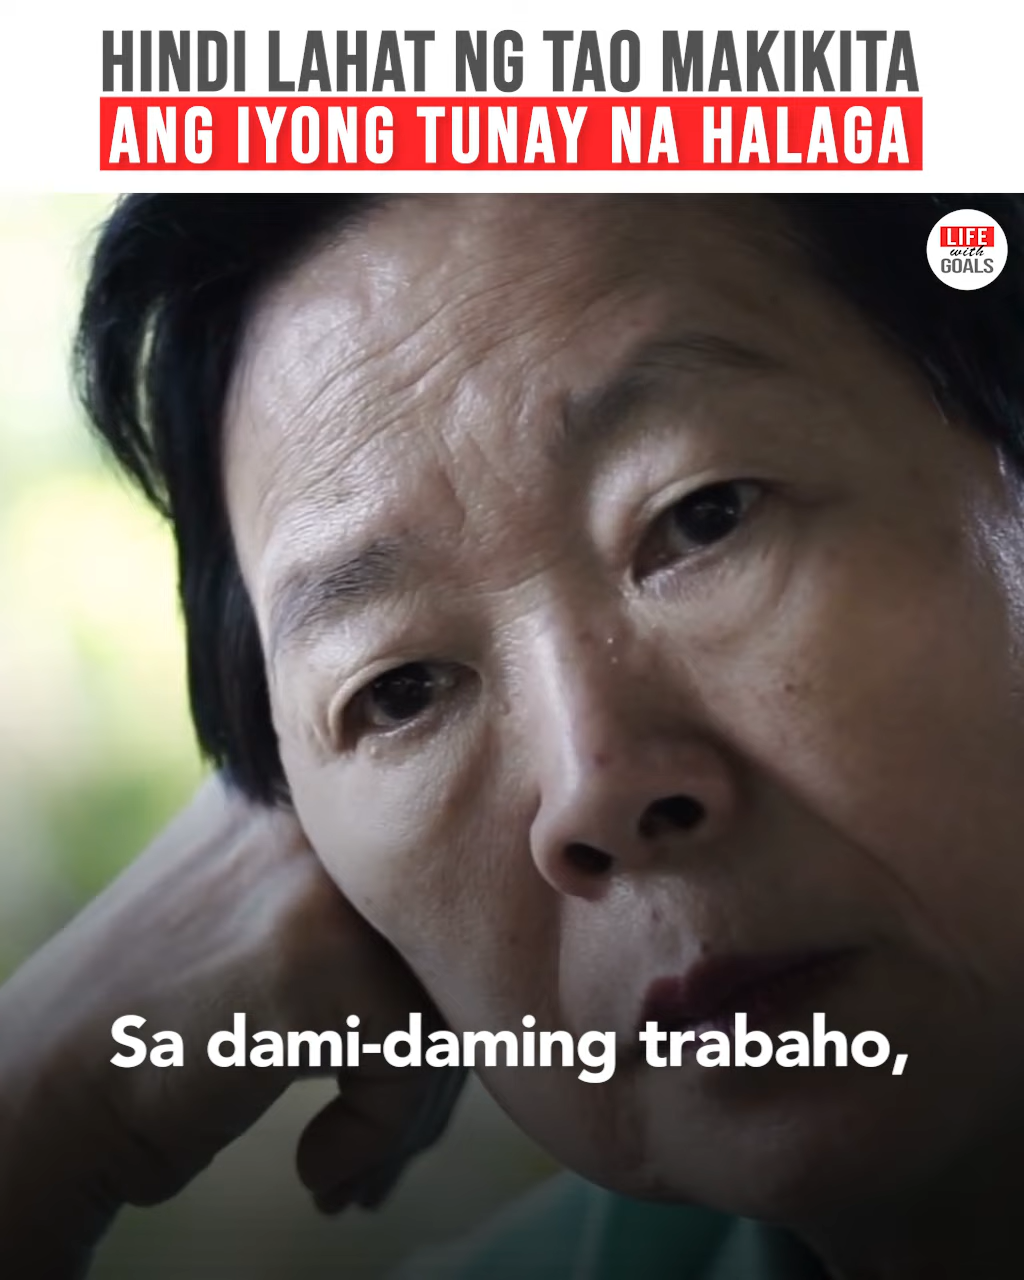 HINDI LAHAT NG TAO MAKIKITA
ANG IYONG TUNAY NA HALAGA
LIFE
with
GOALS
Sa dami-daming trabaho,